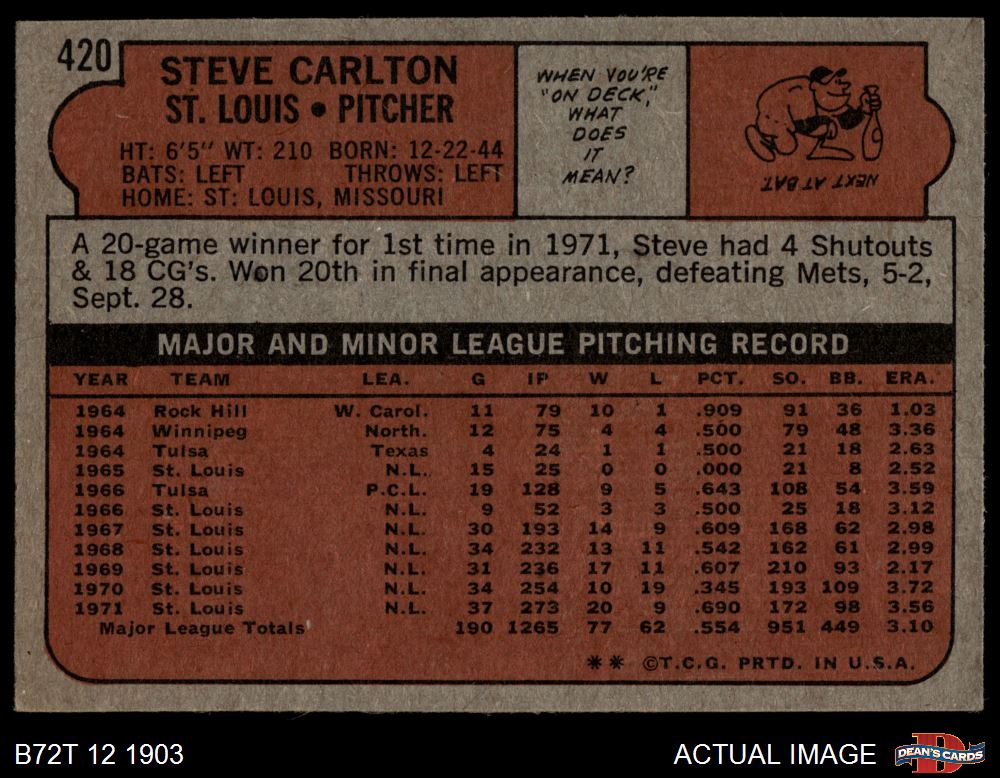 420
STEVE CARLTON
ST. LOUIS • PITCHER
HT: 6'5" WT: 210 BORN: 12-22-44
BATS: LEFT THROWS: LEFT
HOME: ST: LOUIS, MISSOURI
WHEN YOU'RE
"ON DECK,"
WHAT
DOES
IT
MEAN?
NEXT AT BAT.
A 20-game winner for 1st time in 1971, Steve had 4 Shutouts
& 18 CG's. Won 20th in final appearance, defeating Mets, 5-2,
Sept. 28.
MAJOR AND MINOR LEAGUE PITCHING RECORD
YEAR TEAM LEA. G IP W L PCT. SO. BB. ERA.
1964 Rock Hill W. Carol. 11 79 10 1 .909 91 36 1.03
1964 Winnipeg North. 12 75 4 4 .500 79 48 3.36
1964 Tulsa Texas 4 24 1 1 .500 21 18 2.63
1965 St. Louis N.L. 15 25 0 0 .000 21 8 2.52
1966 Tulsa P.C.L. 19 128 9 5 .643 108 54 3.59
1966 St. Louis N.L. 9 52 3 3 .500 25 18 3.12
1967 St. Louis N.L. 30 193 14 9 .609 168 62 2.98
1968 St. Louis N.L. 34 232 13 11 .542 162 61 2.99
1969 St. Louis N.L. 31 236 17 11 .607 210 93 2.17
1970 St. Louis N.L. 34 254 10 19 .345 193 109 3.72
1971 St. Louis N.L. 37 273 20 9 .690 172 98 3.56
Major League Totals 190 1265 77 62 .554 951 449 3.10
** ©T.C.G. PRTD. IN U.S.A.
B72T 12 1903
ACTUAL IMAGE
DEAN'S CARDS